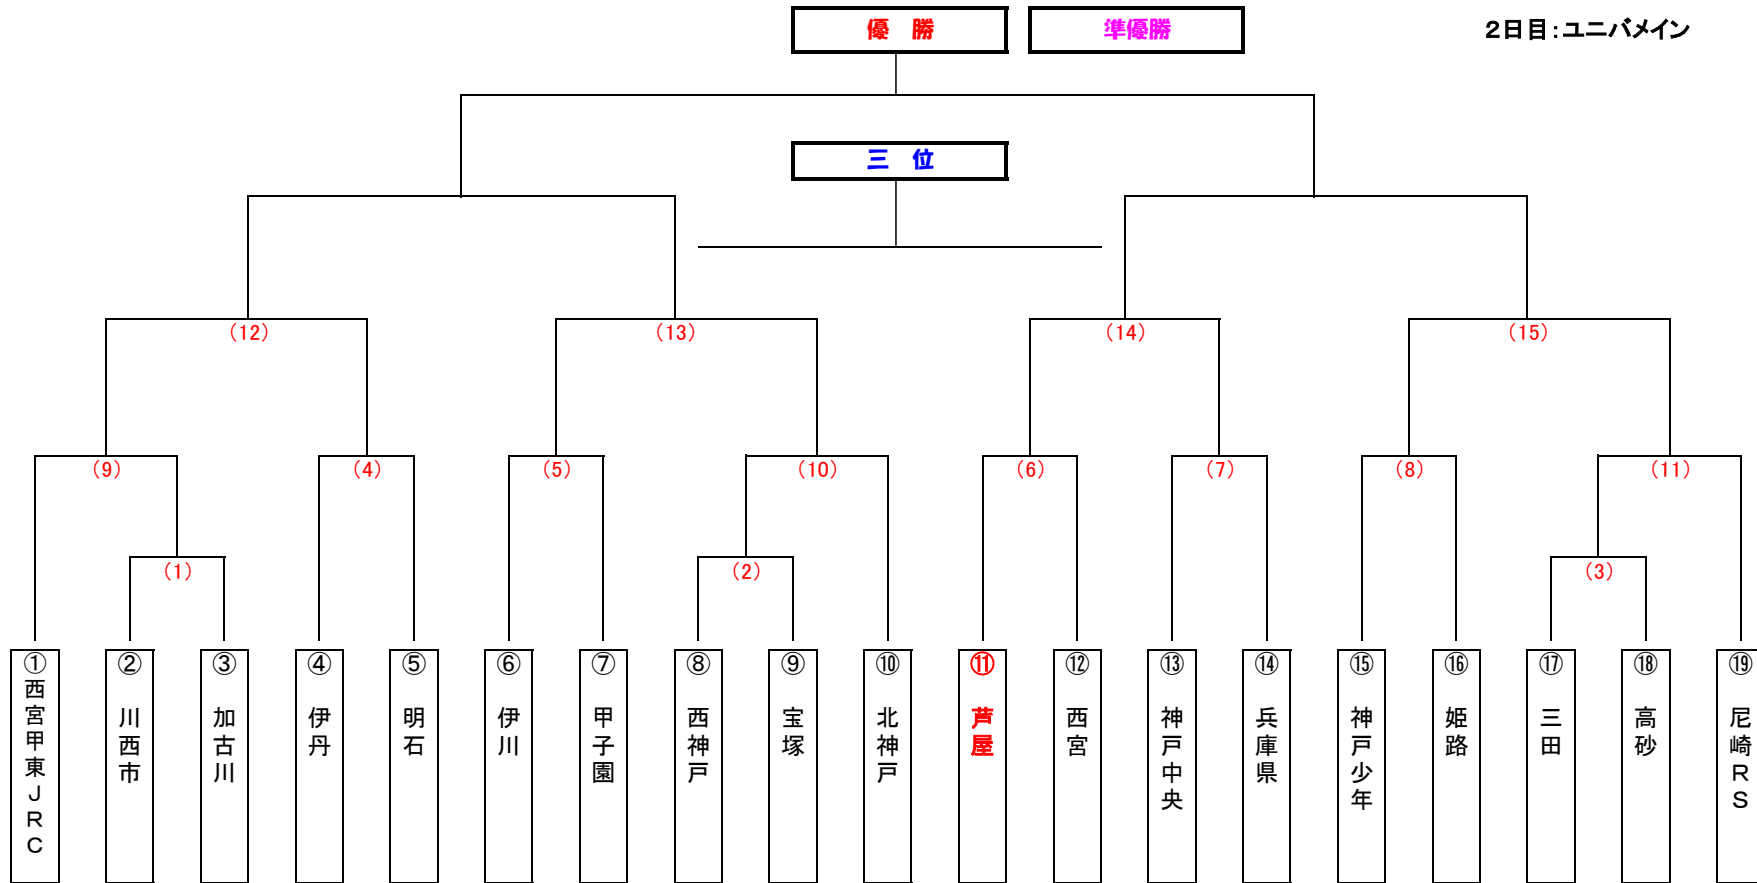 優　勝
準優勝
2日目：ユニバメイン
三　位
（12）
（13）
（14）
（15）
（9）
（4）
（5）
（10）
（6）
（7）
（8）
（11）
（1）
（2）
（3）
①西宮甲東ＪＲＣ
②川西市
③加古川
④伊丹
⑤明石
⑥伊川
⑦甲子園
⑧西神戸
⑨宝塚
⑩北神戸
⑪芦屋
⑫西宮
⑬神戸中央
⑭兵庫県
⑮神戸少年
⑯姫路
⑰三田
⑱高砂
⑲尼崎ＲＳ